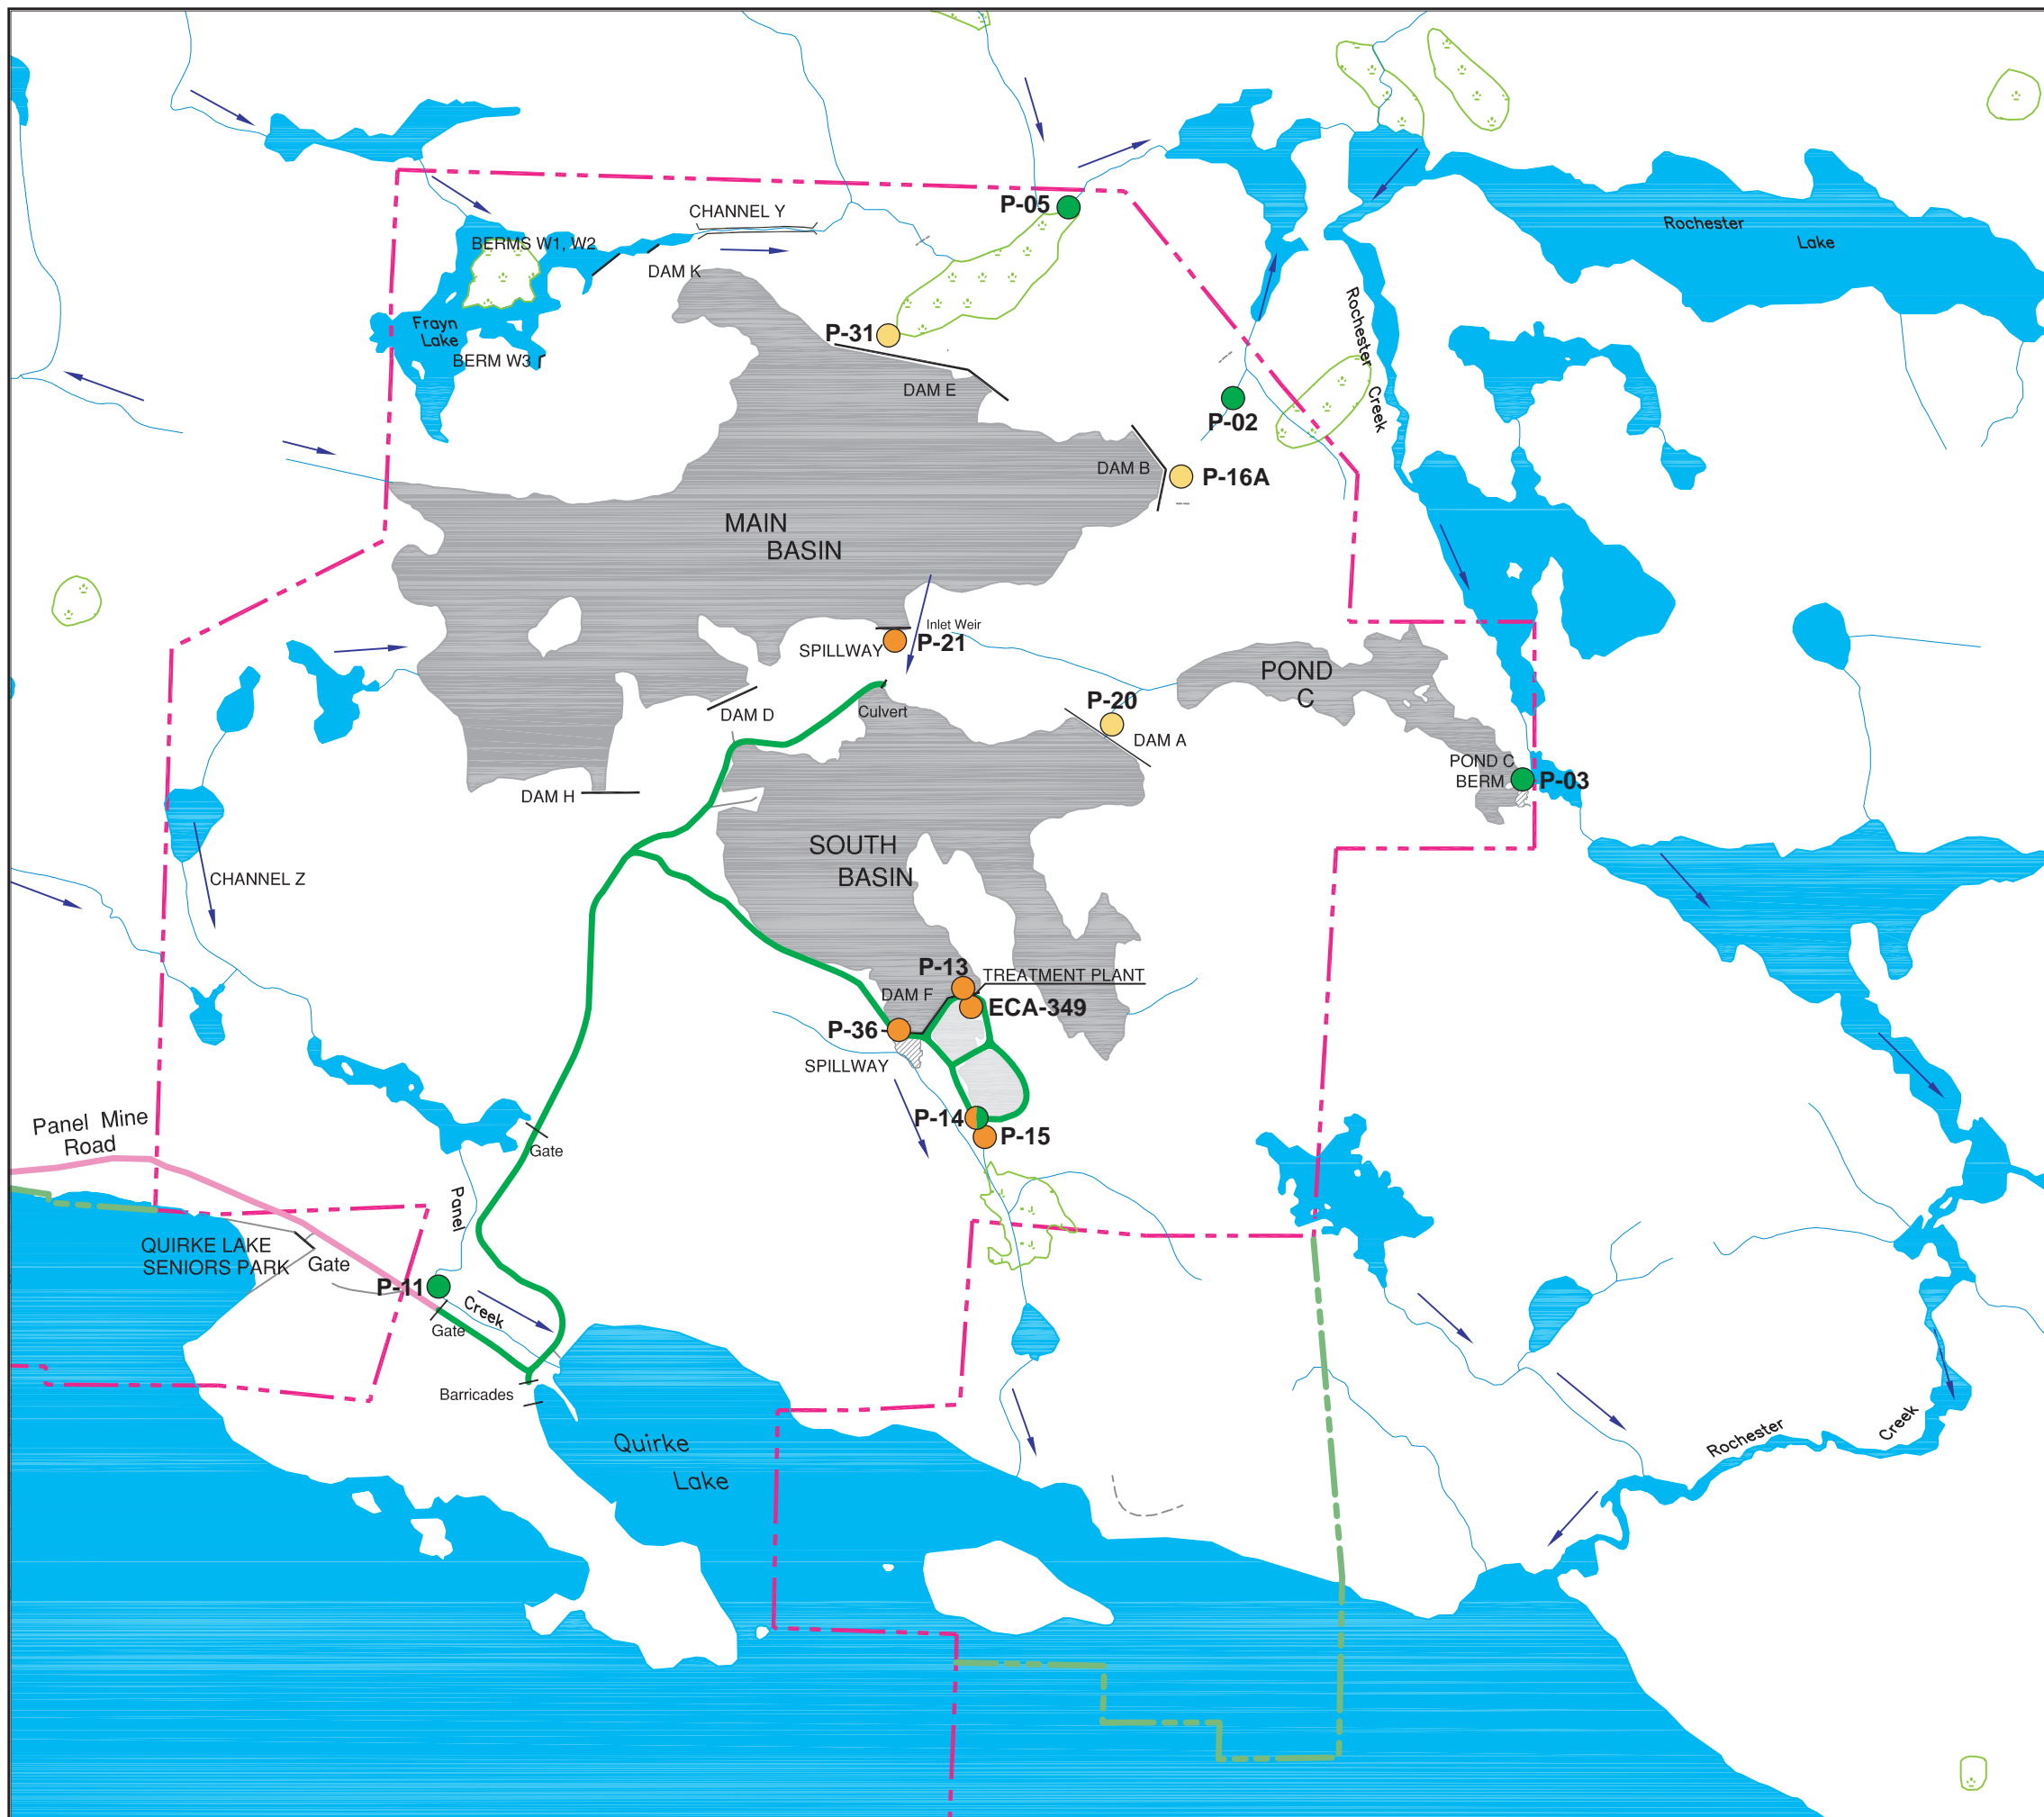 P-05
CHANNEL Y
BERMS W1, W2
DAM K
Rochester
Lake
Frayn
Lake
BERM W3
P-31
DAM E
Rochester
Creek
P-02
DAM B
P-16A
MAIN
BASIN
Inlet Weir
SPILLWAY
P-21
POND
C
P-20
DAM D
Culvert
DAM A
POND C
BERM
P-03
DAM H
SOUTH
BASIN
CHANNEL Z
P-13
TREATMENT PLANT
DAM F
ECA-349
P-36
SPILLWAY
P-14
P-15
Panel Mine
Road
Gate
Panel
QUIRKE LAKE
SENIORS PARK
Gate
P-11
Creek
Gate
Barricades
Quirke
Lake
Rochester
Creek